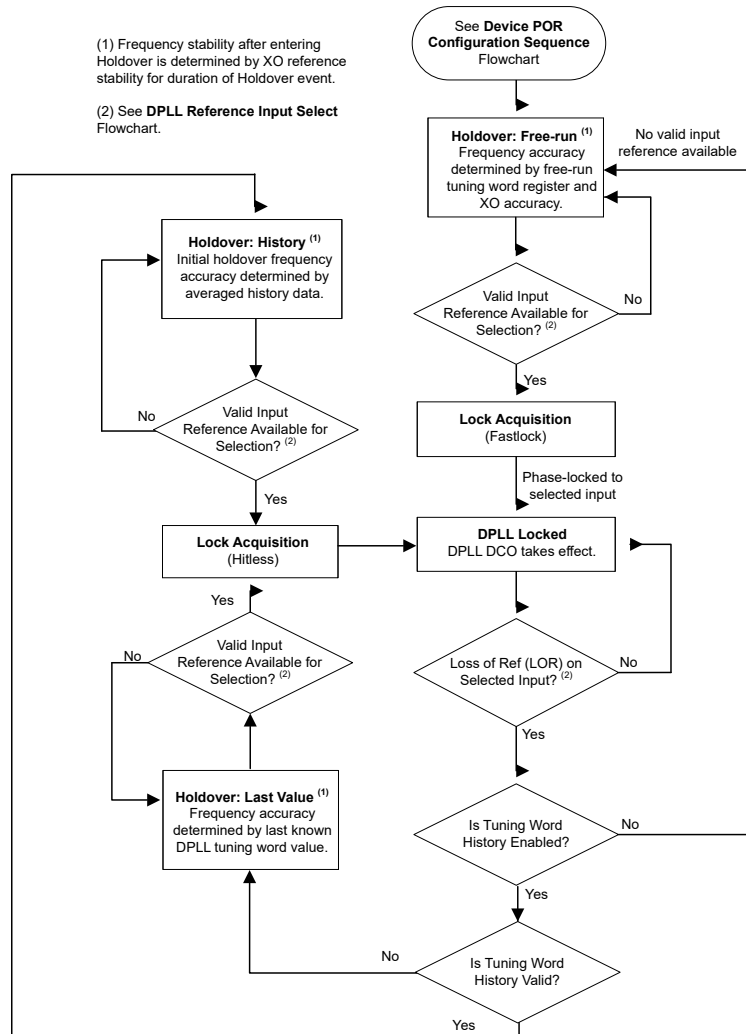 (1) Frequency stability after entering
Holdover is determined by XO reference
stability for duration of Holdover event.
(2) See DPLL Reference Input Select
Flowchart.
See Device POR
Configuration Sequence
Flowchart
Holdover: Free-run (1)
Frequency accuracy
determined by free-run
tuning word register and
XO accuracy.
No valid input
reference available
Valid Input
Reference Available for
Selection? (2)
No
Yes
Lock Acquisition
(Fastlock)
Phase-locked to
selected input
Holdover: History (1)
Initial holdover frequency
accuracy determined by
averaged history data.
Valid Input
Reference Available for
Selection? (2)
No
Yes
Lock Acquisition
(Hitless)
DPLL Locked
DPLL DCO takes effect.
Yes
Valid Input
Reference Available for
Selection? (2)
No
Loss of Ref (LOR) on
Selected Input? (2)
No
Yes
Holdover: Last Value (1)
Frequency accuracy
determined by last known
DPLL tuning word value.
Is Tuning Word
History Enabled?
No
Yes
Is Tuning Word
History Valid?
No
Yes